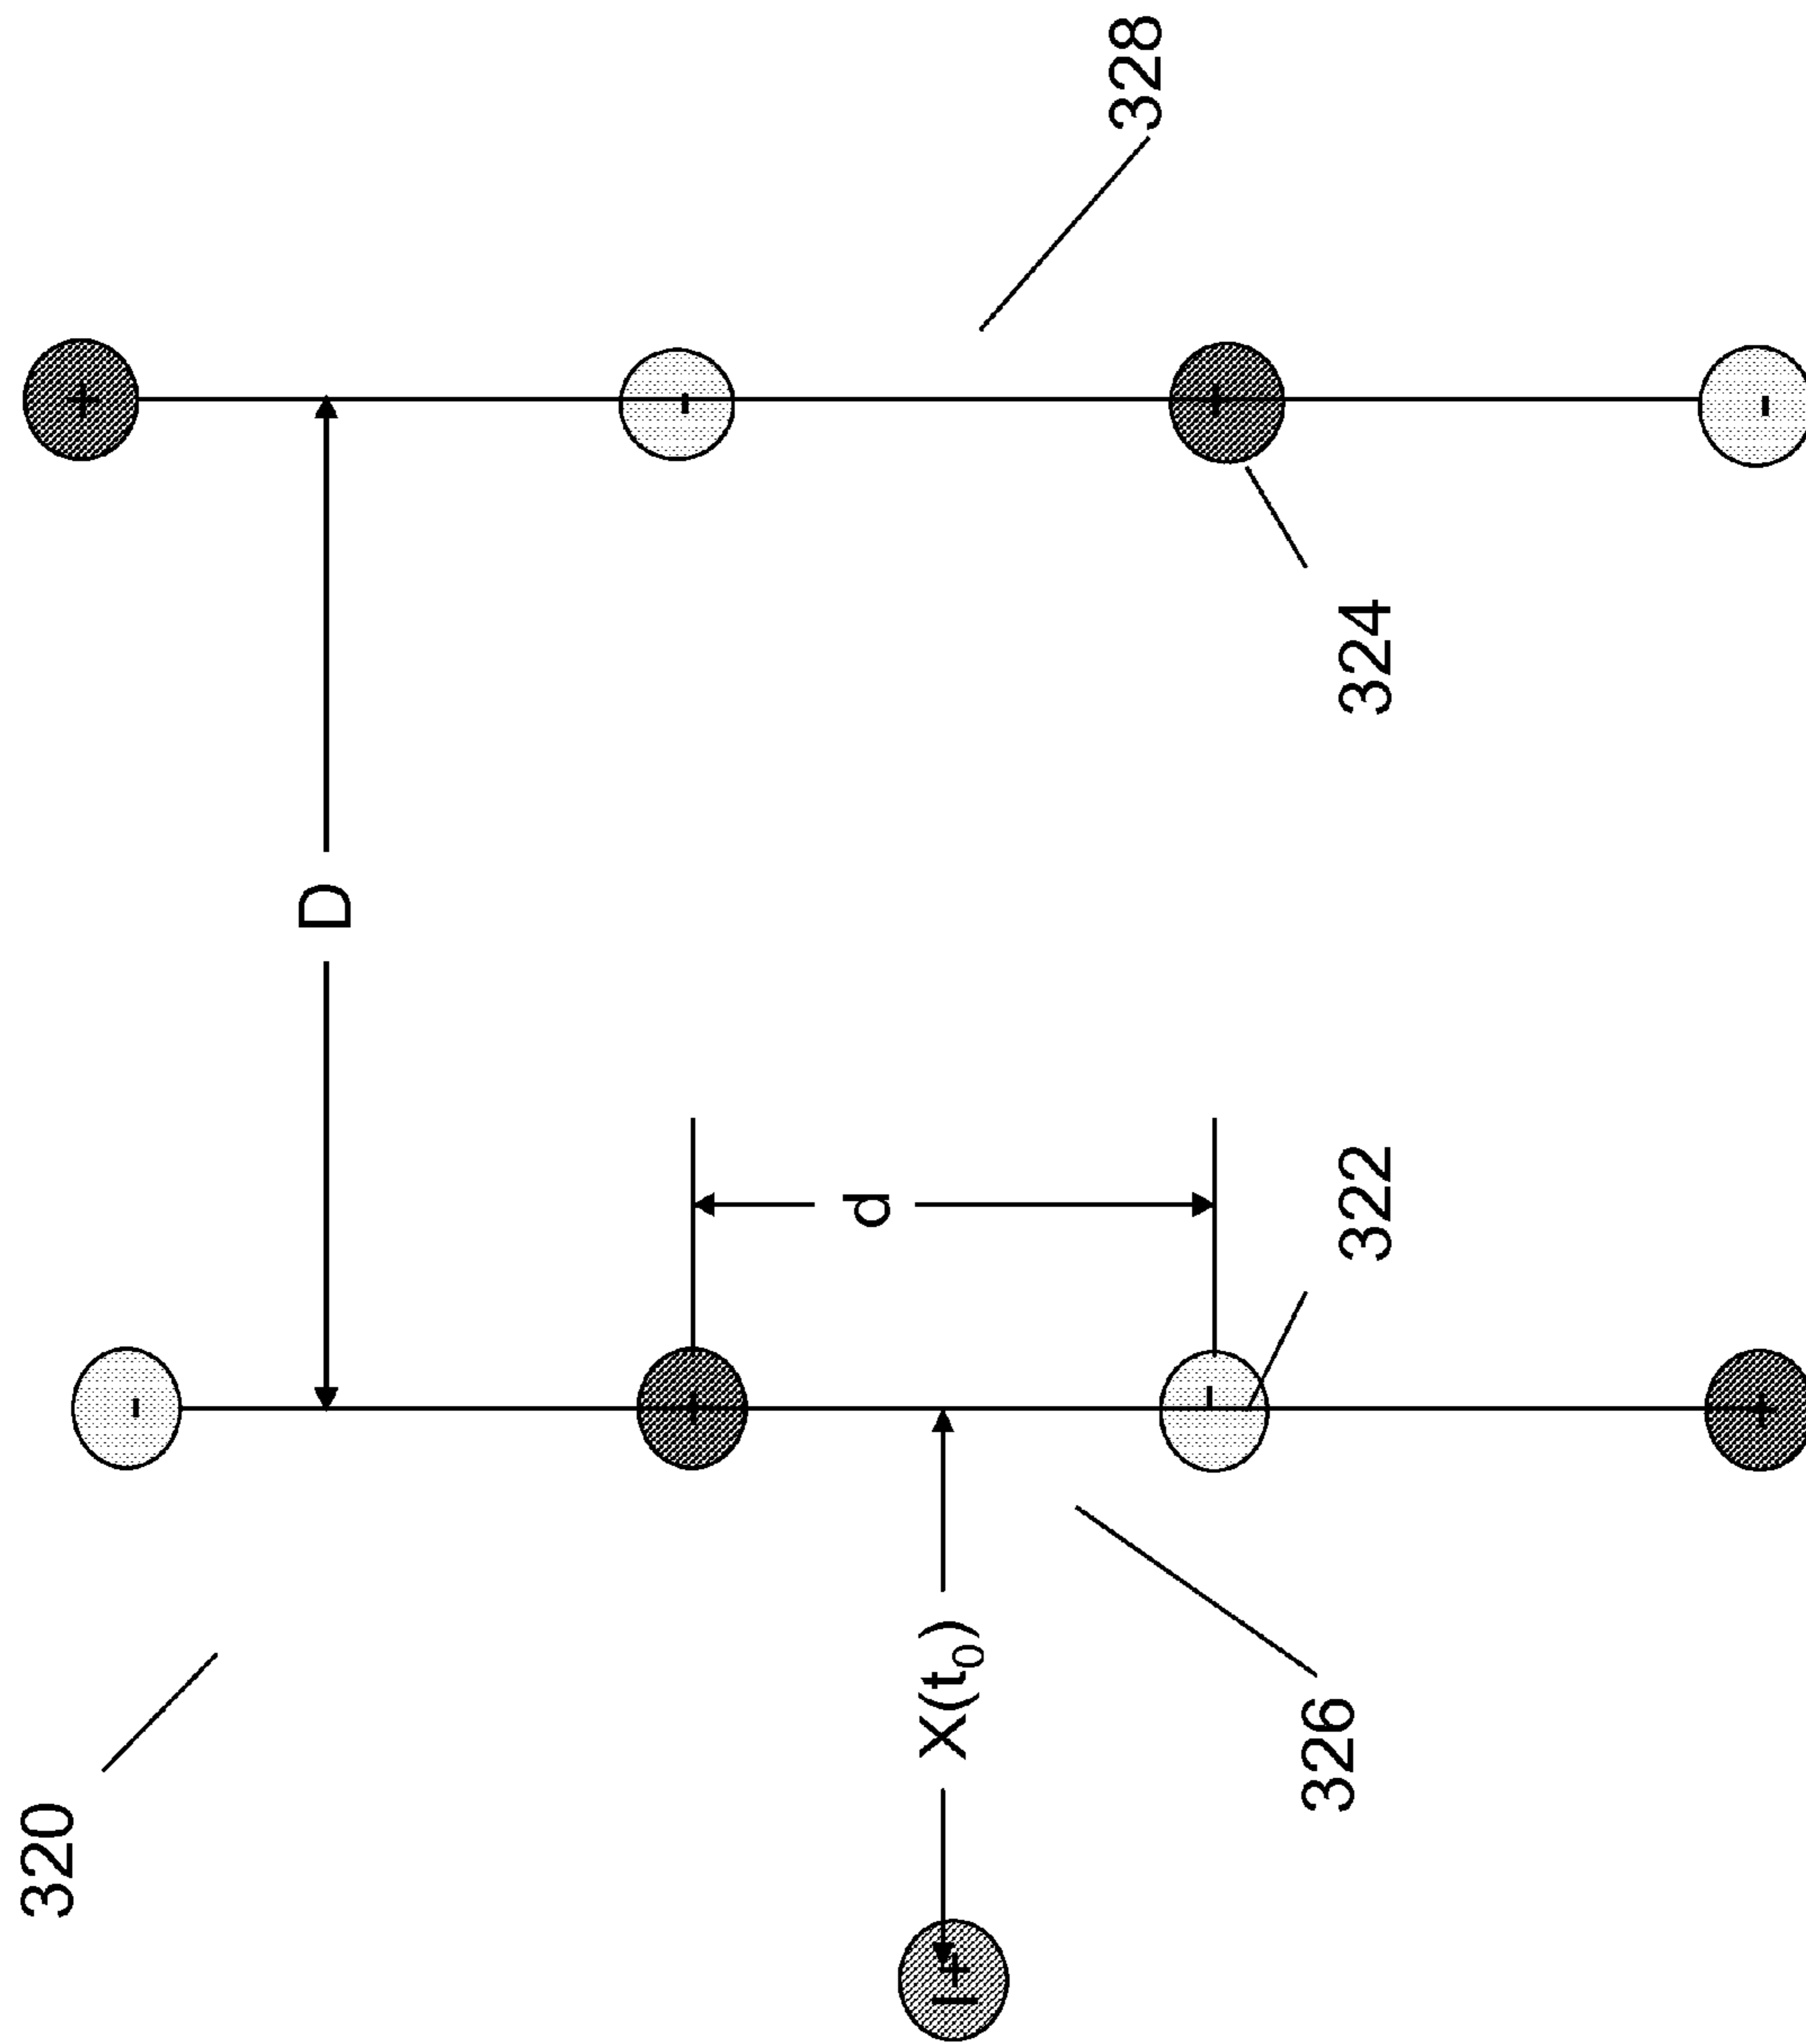 320
- +
D
+ -
d
X(t₀)
I+
328
- +
326
322 324
+ -